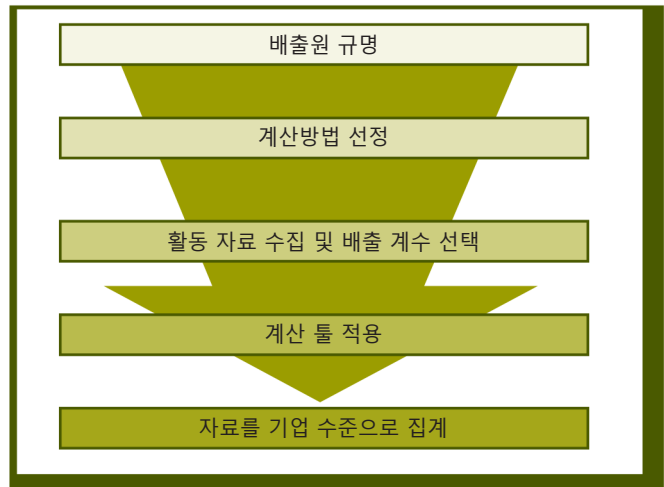 배출원 규명
계산방법 선정
활동 자료 수집 및 배출 계수 선택
계산 툴 적용
자료를 기업 수준으로 집계